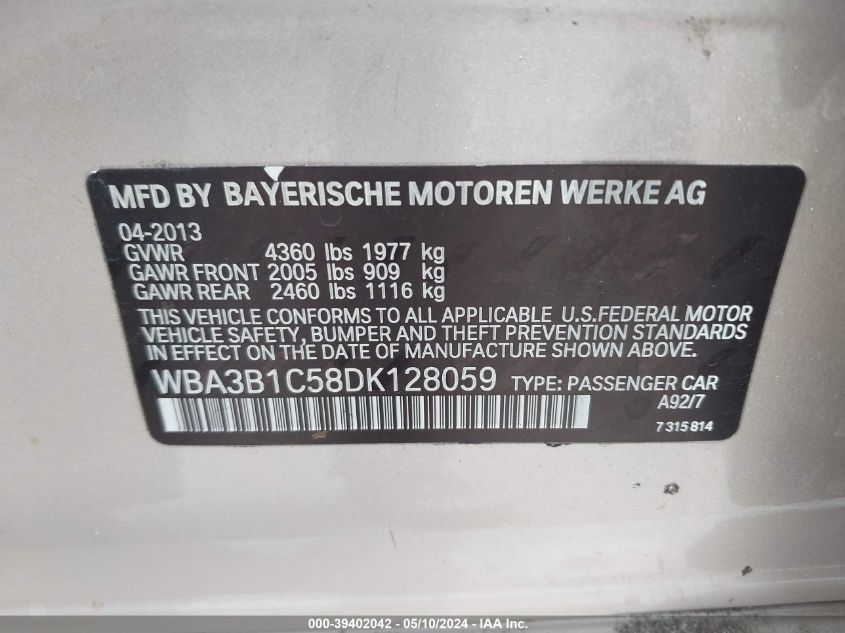 MFD BY BAYERISCHE MOTOREN WERKE AG
04-2013
GVWR 4360 lbs 1977 kg
GAWR FRONT 2005 lbs 909 kg
GAWR REAR 2460 lbs 1116 kg
THIS VEHICLE CONFORMS TO ALL APPLICABLE U.S.FEDERAL MOTOR
VEHICLE SAFETY, BUMPER AND THEFT PREVENTION STANDARDS
IN EFFECT ON THE DATE OF MANUFACTURE SHOWN ABOVE.
WBA3B1C58DK128059 TYPE: PASSENGER CAR
A92/7
7 315 814
000-39402042 - 05/10/2024 - IAA Inc.